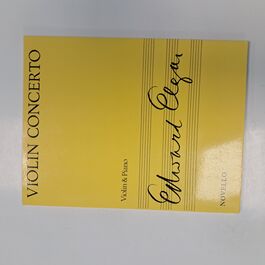 VIOLIN CONCERTO
Violin & Piano
Edward Elgar
NOVELLO